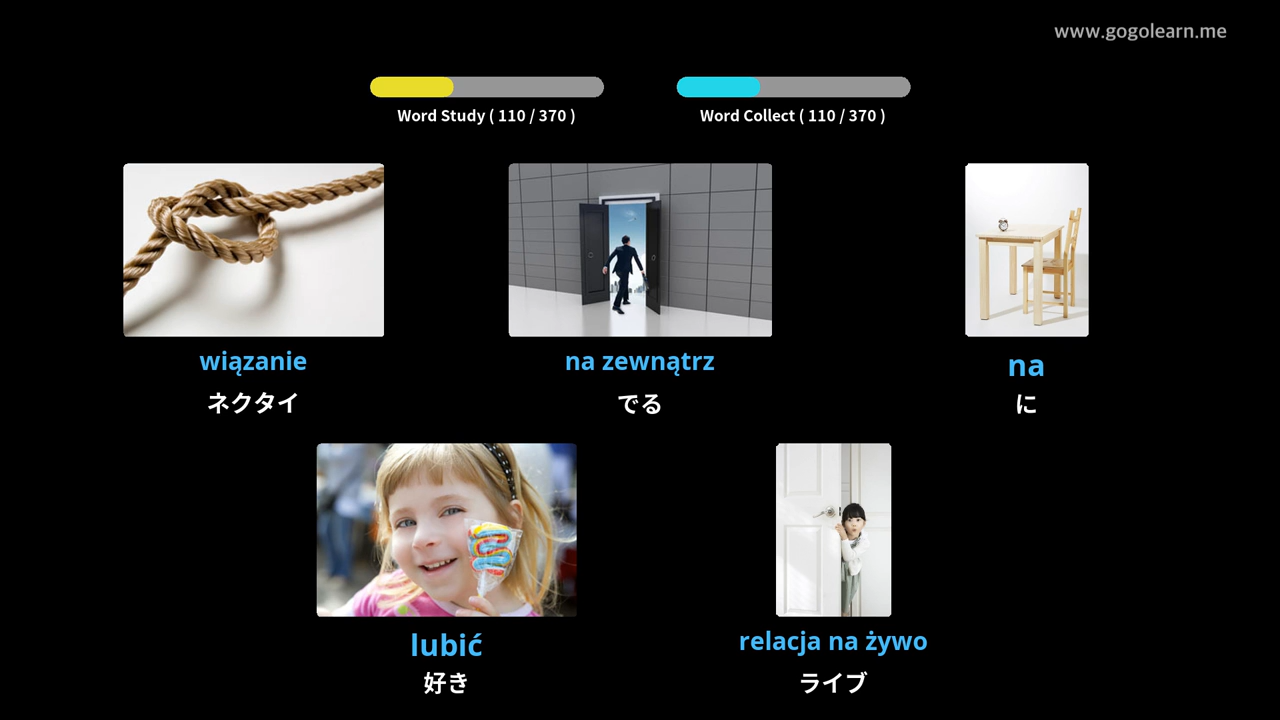 www.gogolearn.me
Word Study ( 110 / 370 )
Word Collect ( 110 / 370 )
wiązanie
ネクタイ
na zewnątrz
でる
na
に
lubić
好き
relacja na żywo
ライブ